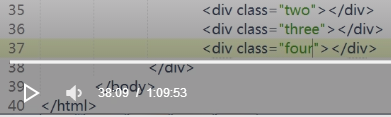 35 <div class="two"></div>
36 <div class="three"></div>
37 <div class="four"></div>
38 </div>
39 </body>
38:09 / 1:09:53
40 </html>